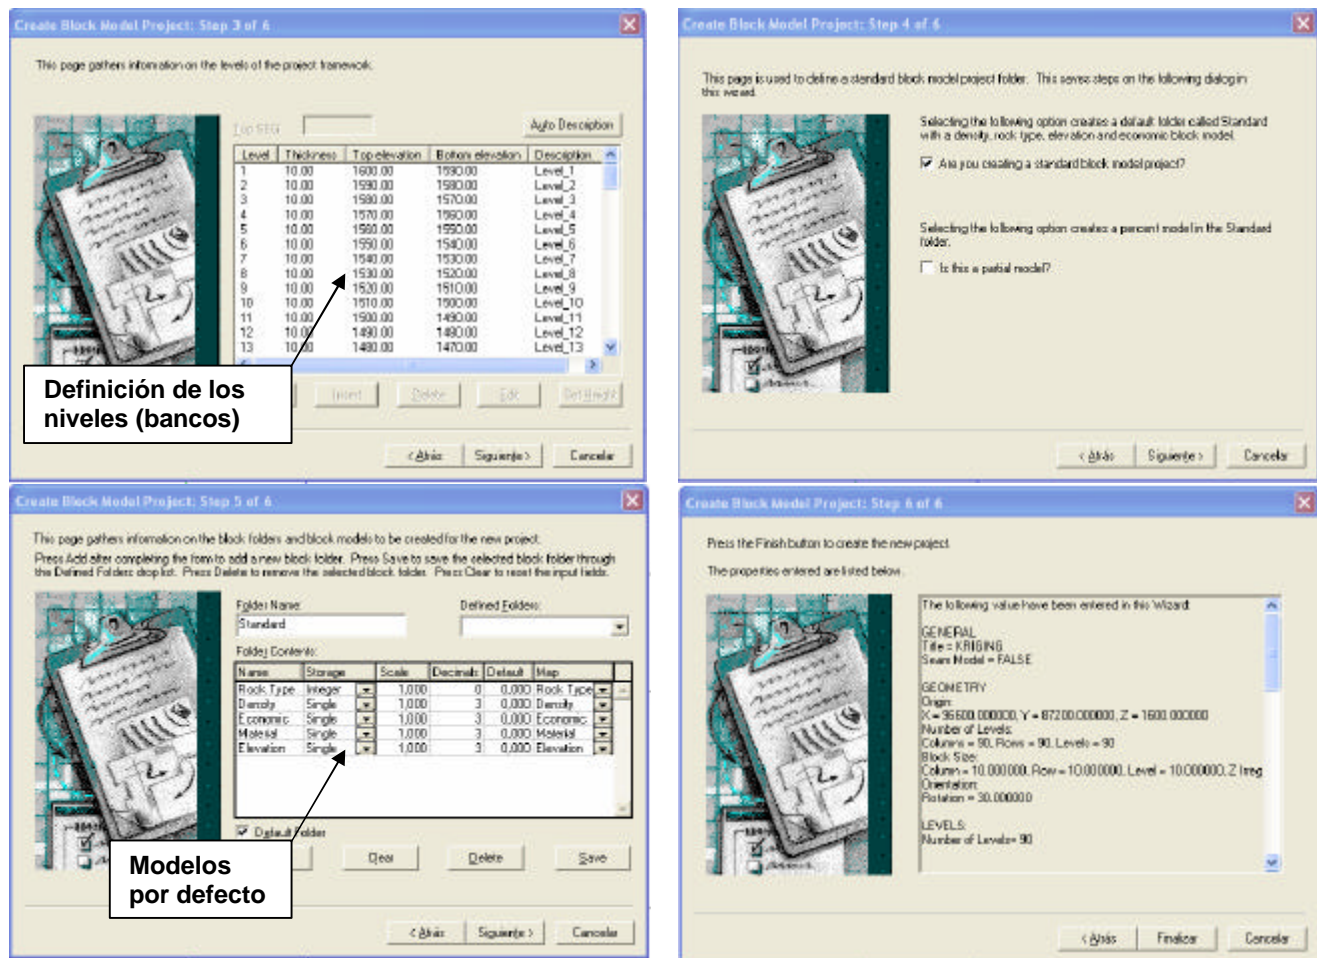 Create Block Model Project: Step 3 of 6
This page gathers information on the levels of the project framework.
Top SEG
Auto Description
Level Thickness Top elevation Bottom elevation Description
1 10.00 1600.00 1590.00 Level_1
2 10.00 1590.00 1580.00 Level_2
3 10.00 1580.00 1570.00 Level_3
4 10.00 1570.00 1560.00 Level_4
5 10.00 1560.00 1550.00 Level_5
6 10.00 1550.00 1540.00 Level_6
7 10.00 1540.00 1530.00 Level_7
8 10.00 1530.00 1520.00 Level_8
9 10.00 1520.00 1510.00 Level_9
10 10.00 1510.00 1500.00 Level_10
11 10.00 1500.00 1490.00 Level_11
12 10.00 1490.00 1480.00 Level_12
13 10.00 1480.00 1470.00 Level_13
Definición de los
niveles (bancos)
Insert Delete Edit Set Height
< Atrás Siguiente > Cancelar
Create Block Model Project: Step 4 of 6
This page is used to define a standard block model project folder. This saves steps on the following dialog in
this wizard.
Selecting the following option creates a default folder called Standard
with a density, rock type, elevation and economic block model.
Are you creating a standard block model project?
Selecting the following option creates a percent model in the Standard
folder.
Is this a partial model?
< Atrás Siguiente > Cancelar
Create Block Model Project: Step 5 of 6
This page gathers information on the block folders and block models to be created for the new project.
Press Add after completing the form to add a new block folder. Press Save to save the selected block folder through
the Defined Folders drop list. Press Delete to remove the selected block folder. Press Clear to reset the input fields.
Folder Name:
Defined Folders:
Standard
Folder Contents:
Name Storage Scale Decimals Default Map
Rock Type Integer 1,000 0 0,000 Rock Type
Density Single 1,000 3 0,000 Density
Economic Single 1,000 3 0,000 Economic
Material Single 1,000 3 0,000 Material
Elevation Single 1,000 3 0,000 Elevation
Default Folder
Modelos
por defecto
Clear Delete Save
< Atrás Siguiente > Cancelar
Create Block Model Project: Step 6 of 6
Press the Finish button to create the new project.
The properties entered are listed below.
The following value have been entered in this Wizard:
GENERAL
Title = KRIGING
Seam Model = FALSE
GEOMETRY
Origin:
X = 96600.000000, Y = 87200.000000, Z = 1600.000000
Number of Levels:
Columns = 90, Rows = 90, Levels = 90
Block Size:
Column = 10.000000, Row = 10.000000, Level = 10.000000, Z Irreg
Orientation:
Rotation = 30.000000
LEVELS:
Number of Levels= 90
< Atrás Finalizar Cancelar